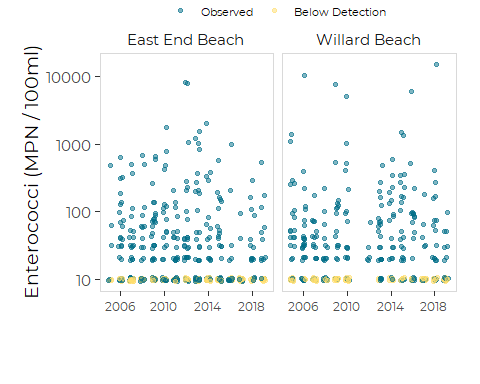 Observed Below Detection
East End Beach Willard Beach
Enterococci (MPN / 100ml)
10000
1000
100
10
2006 2010 2014 2018 2006 2010 2014 2018